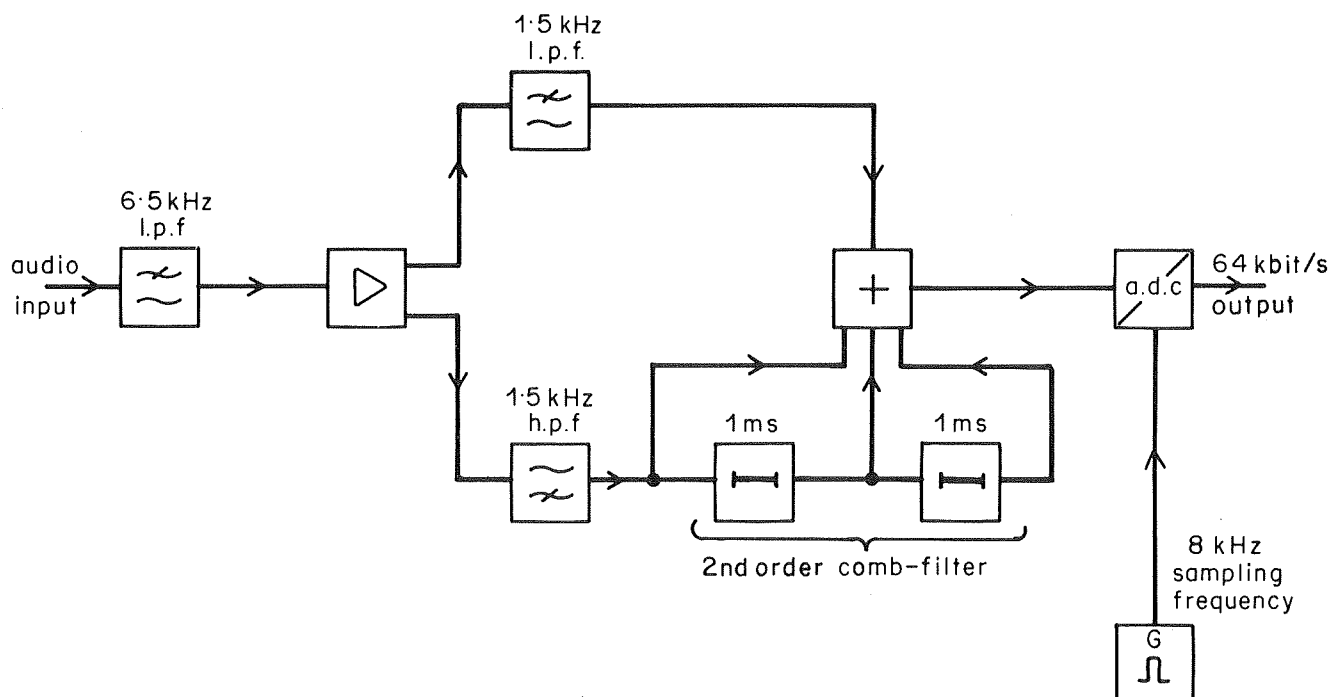 1·5 kHz
l.p.f.
6·5 kHz
l.p.f
audio
input
+
a.d.c
64 kbit/s
output
1·5 kHz
h.p.f
1ms
1ms
2nd order comb-filter
8 kHz
sampling
frequency
G